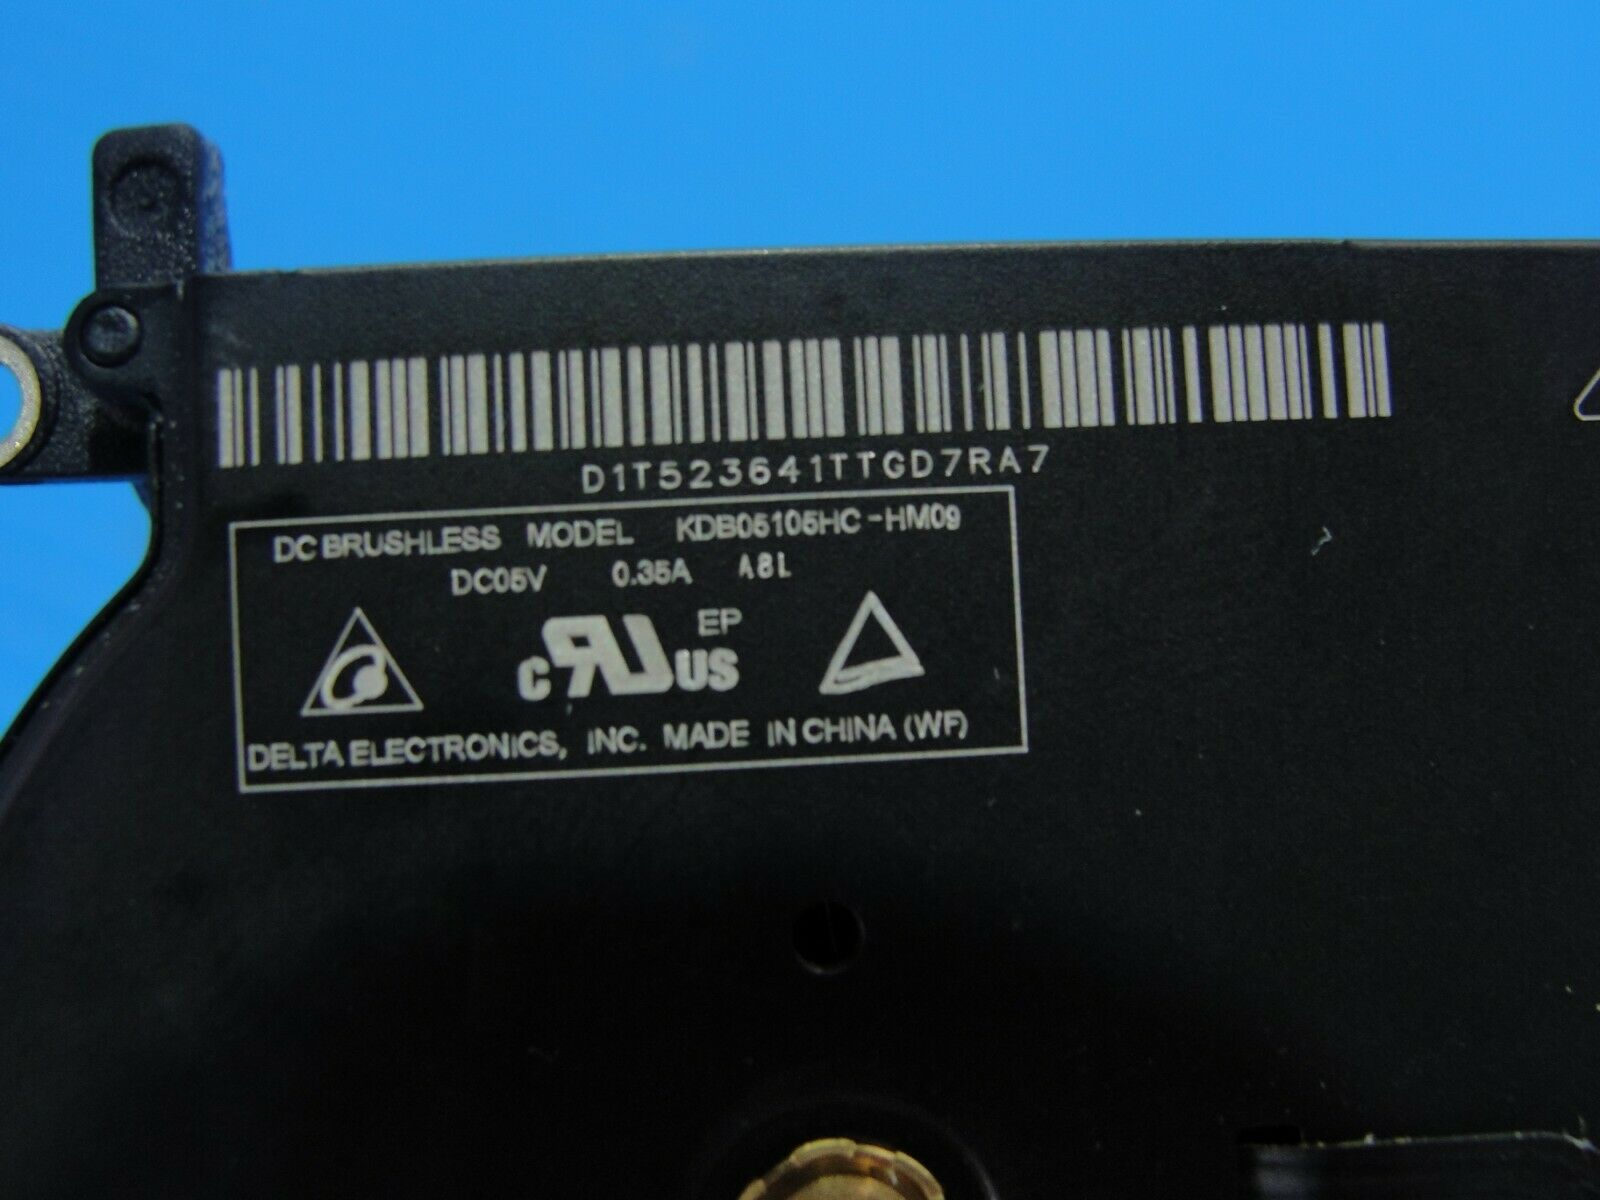 D1T523641TTGD7RA7
DC BRUSHLESS MODEL KDB05105HC-HM09
DC05V 0.35A A8L
EP
c RU US
DELTA ELECTRONICS, INC. MADE IN CHINA (WF)